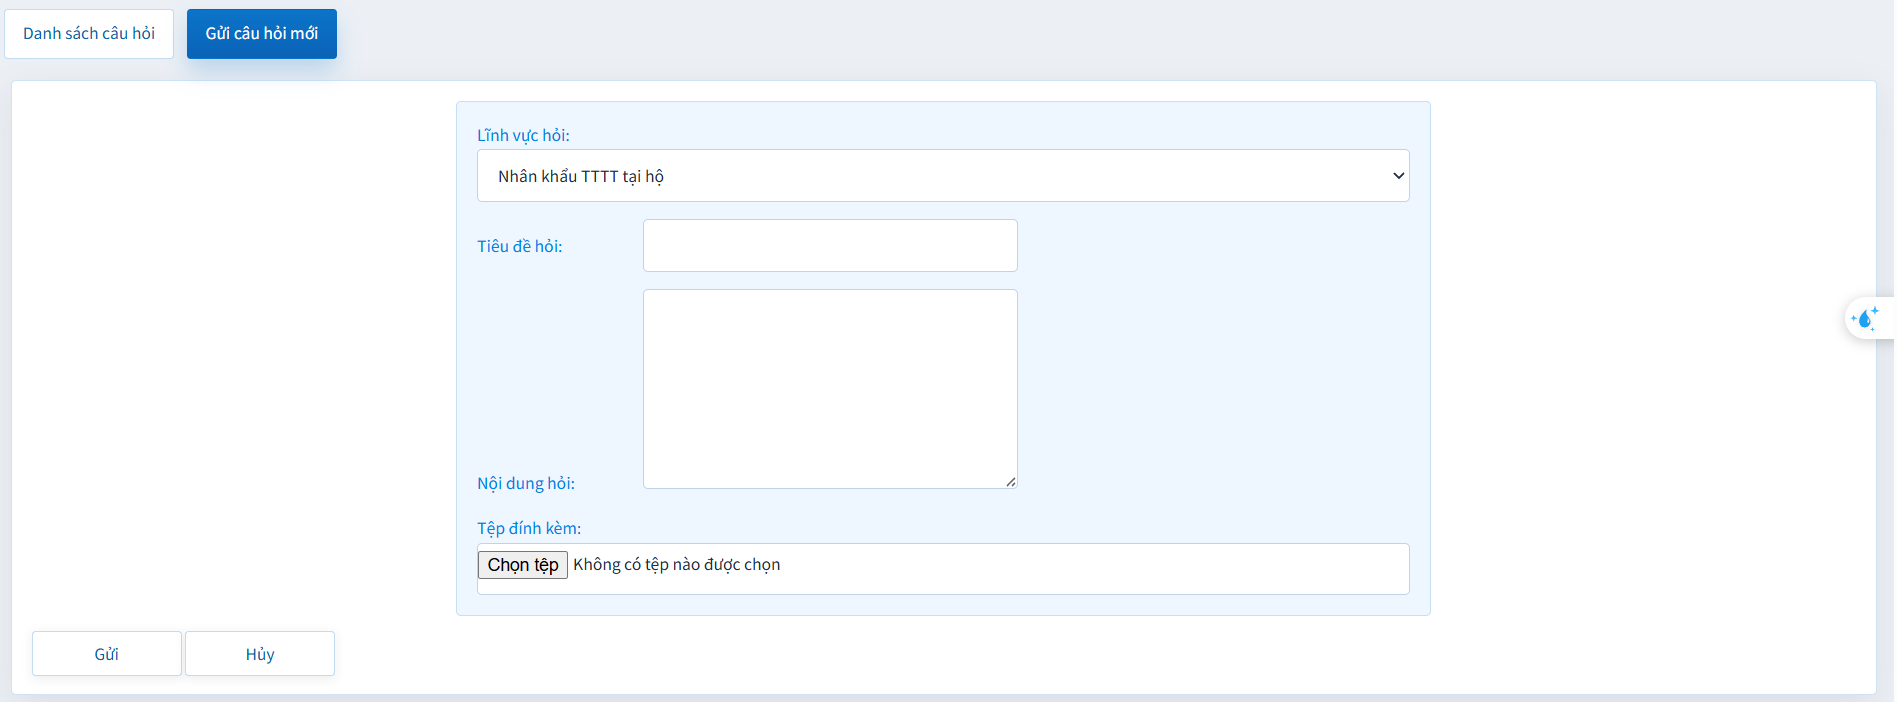 Danh sách câu hỏi
Gửi câu hỏi mới
Lĩnh vực hỏi:
Nhân khẩu TTTT tại hộ
Tiêu đề hỏi:
Nội dung hỏi:
Tệp đính kèm:
Chọn tệp Không có tệp nào được chọn
Gửi
Hủy